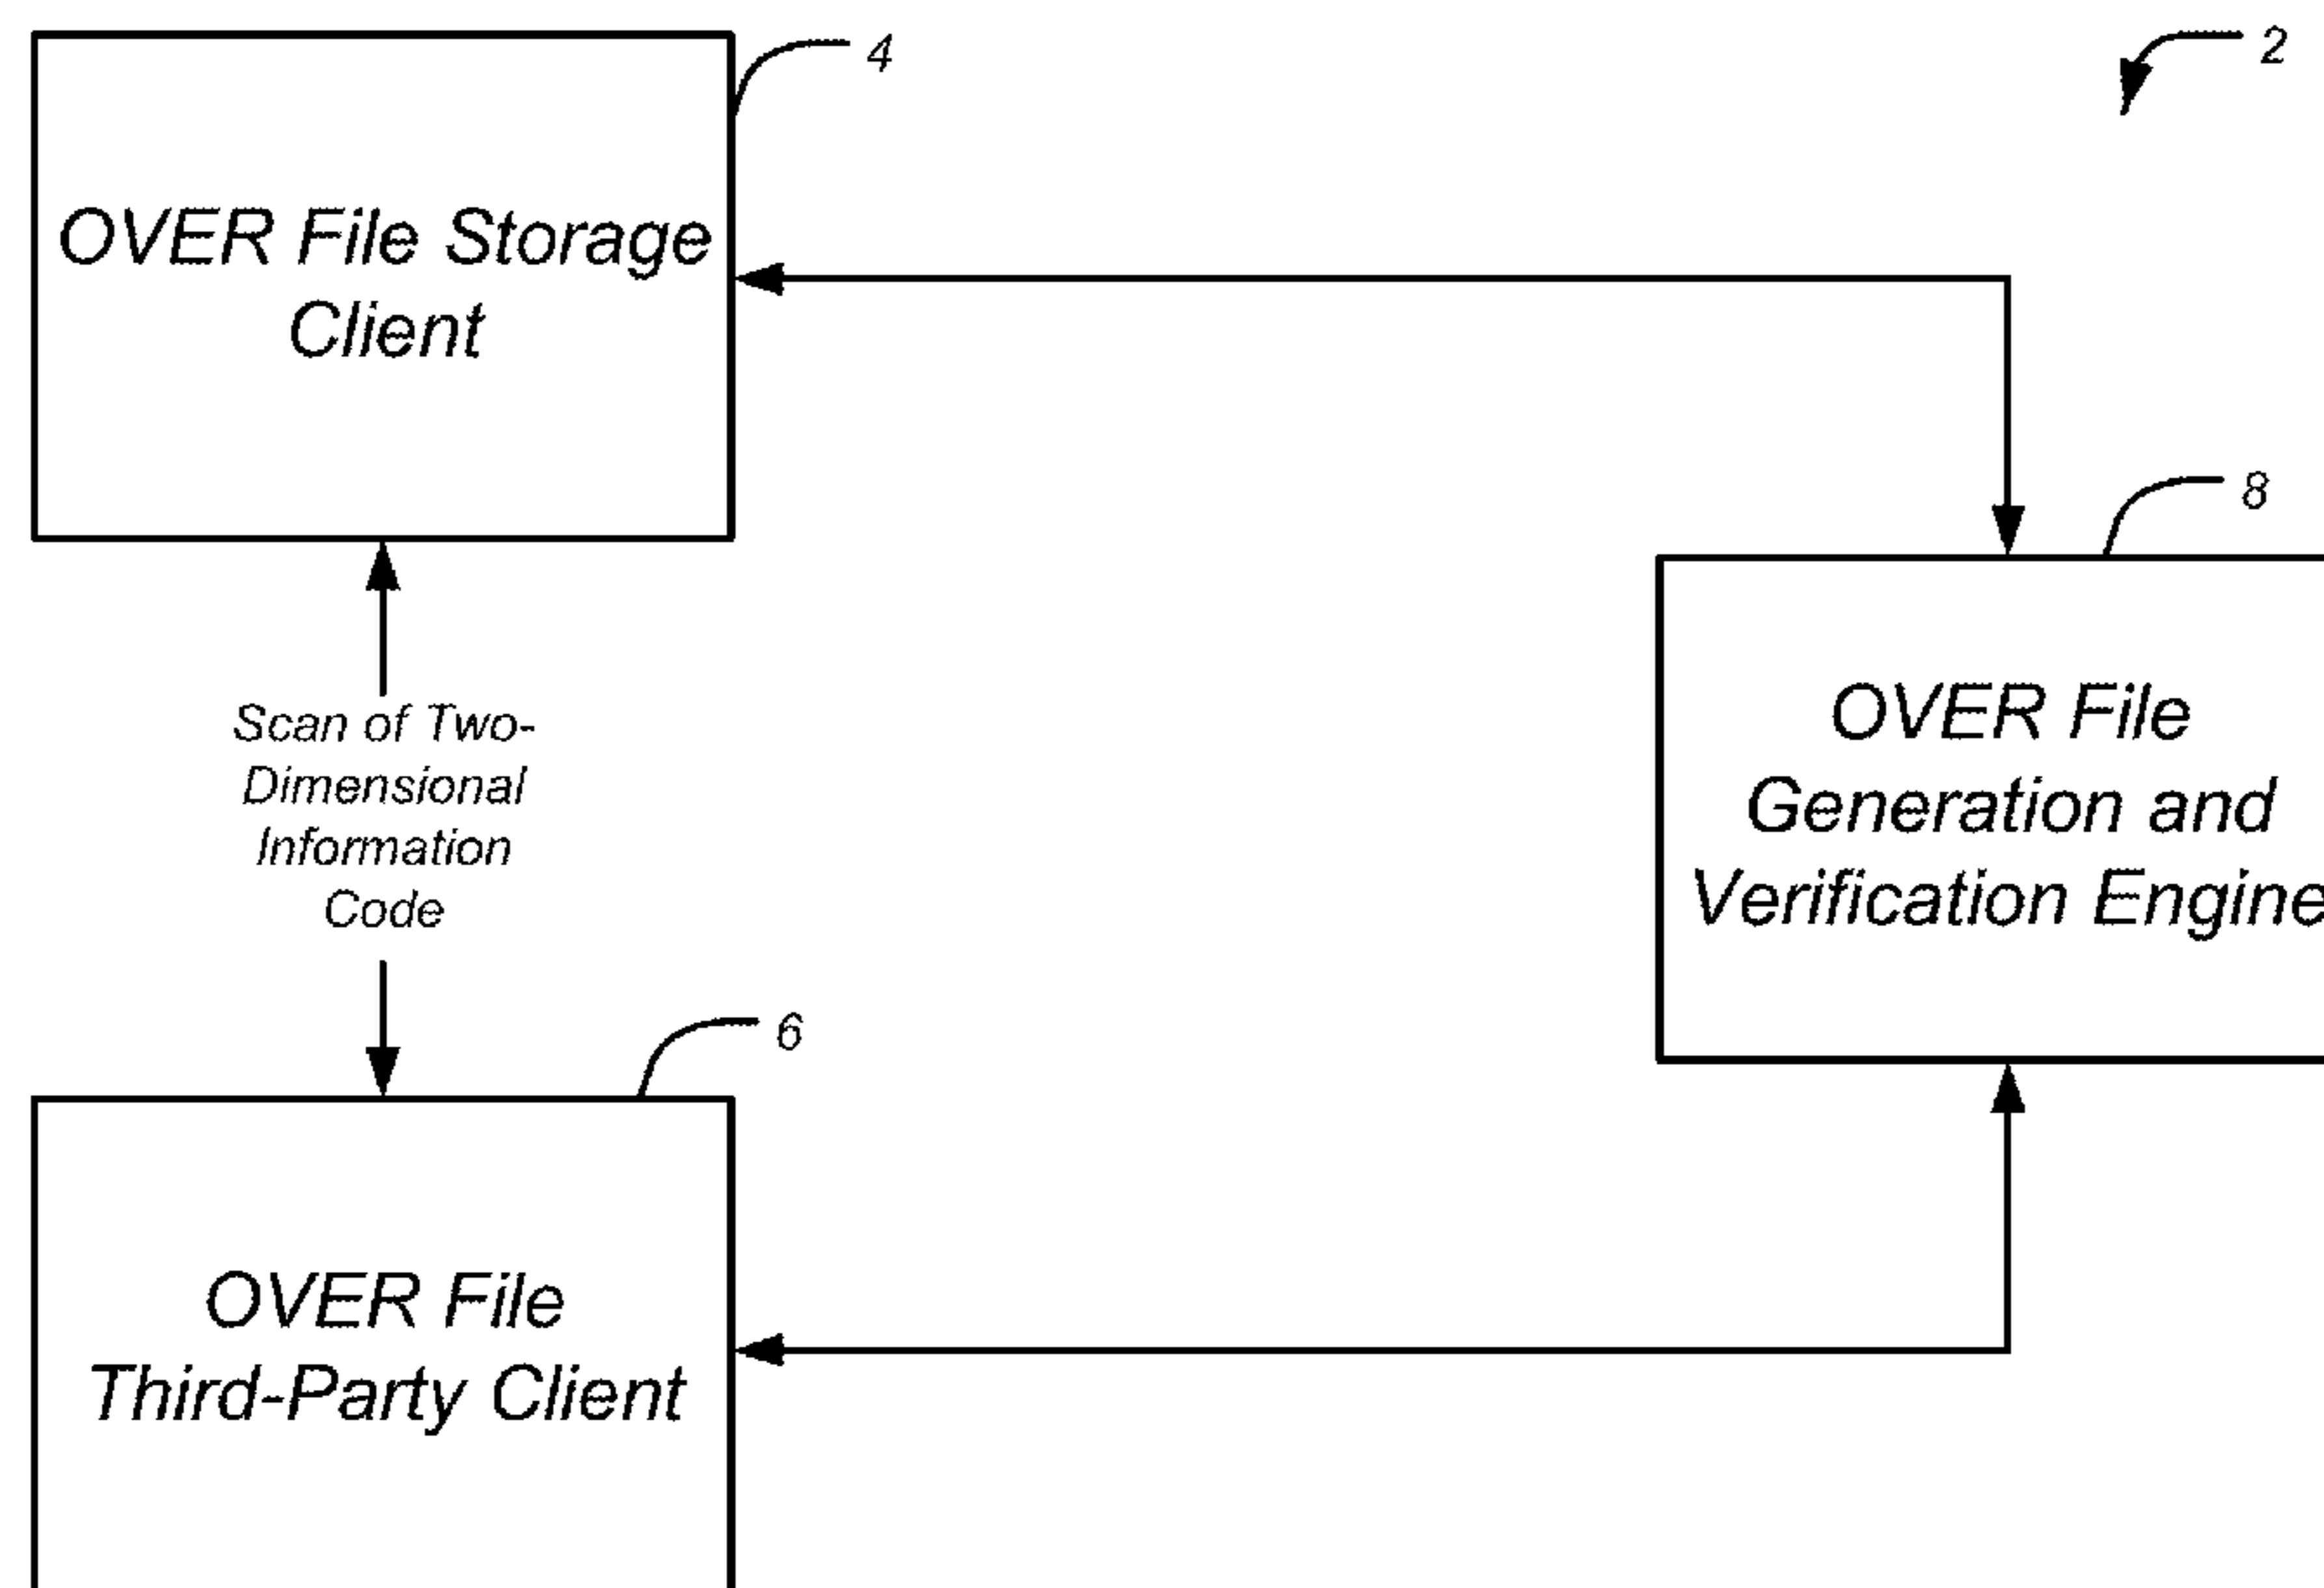 4
2
OVER File Storage
Client
8
OVER File
Generation and
Verification Engine
Scan of Two-
Dimensional
Information
Code
6
OVER File
Third-Party Client